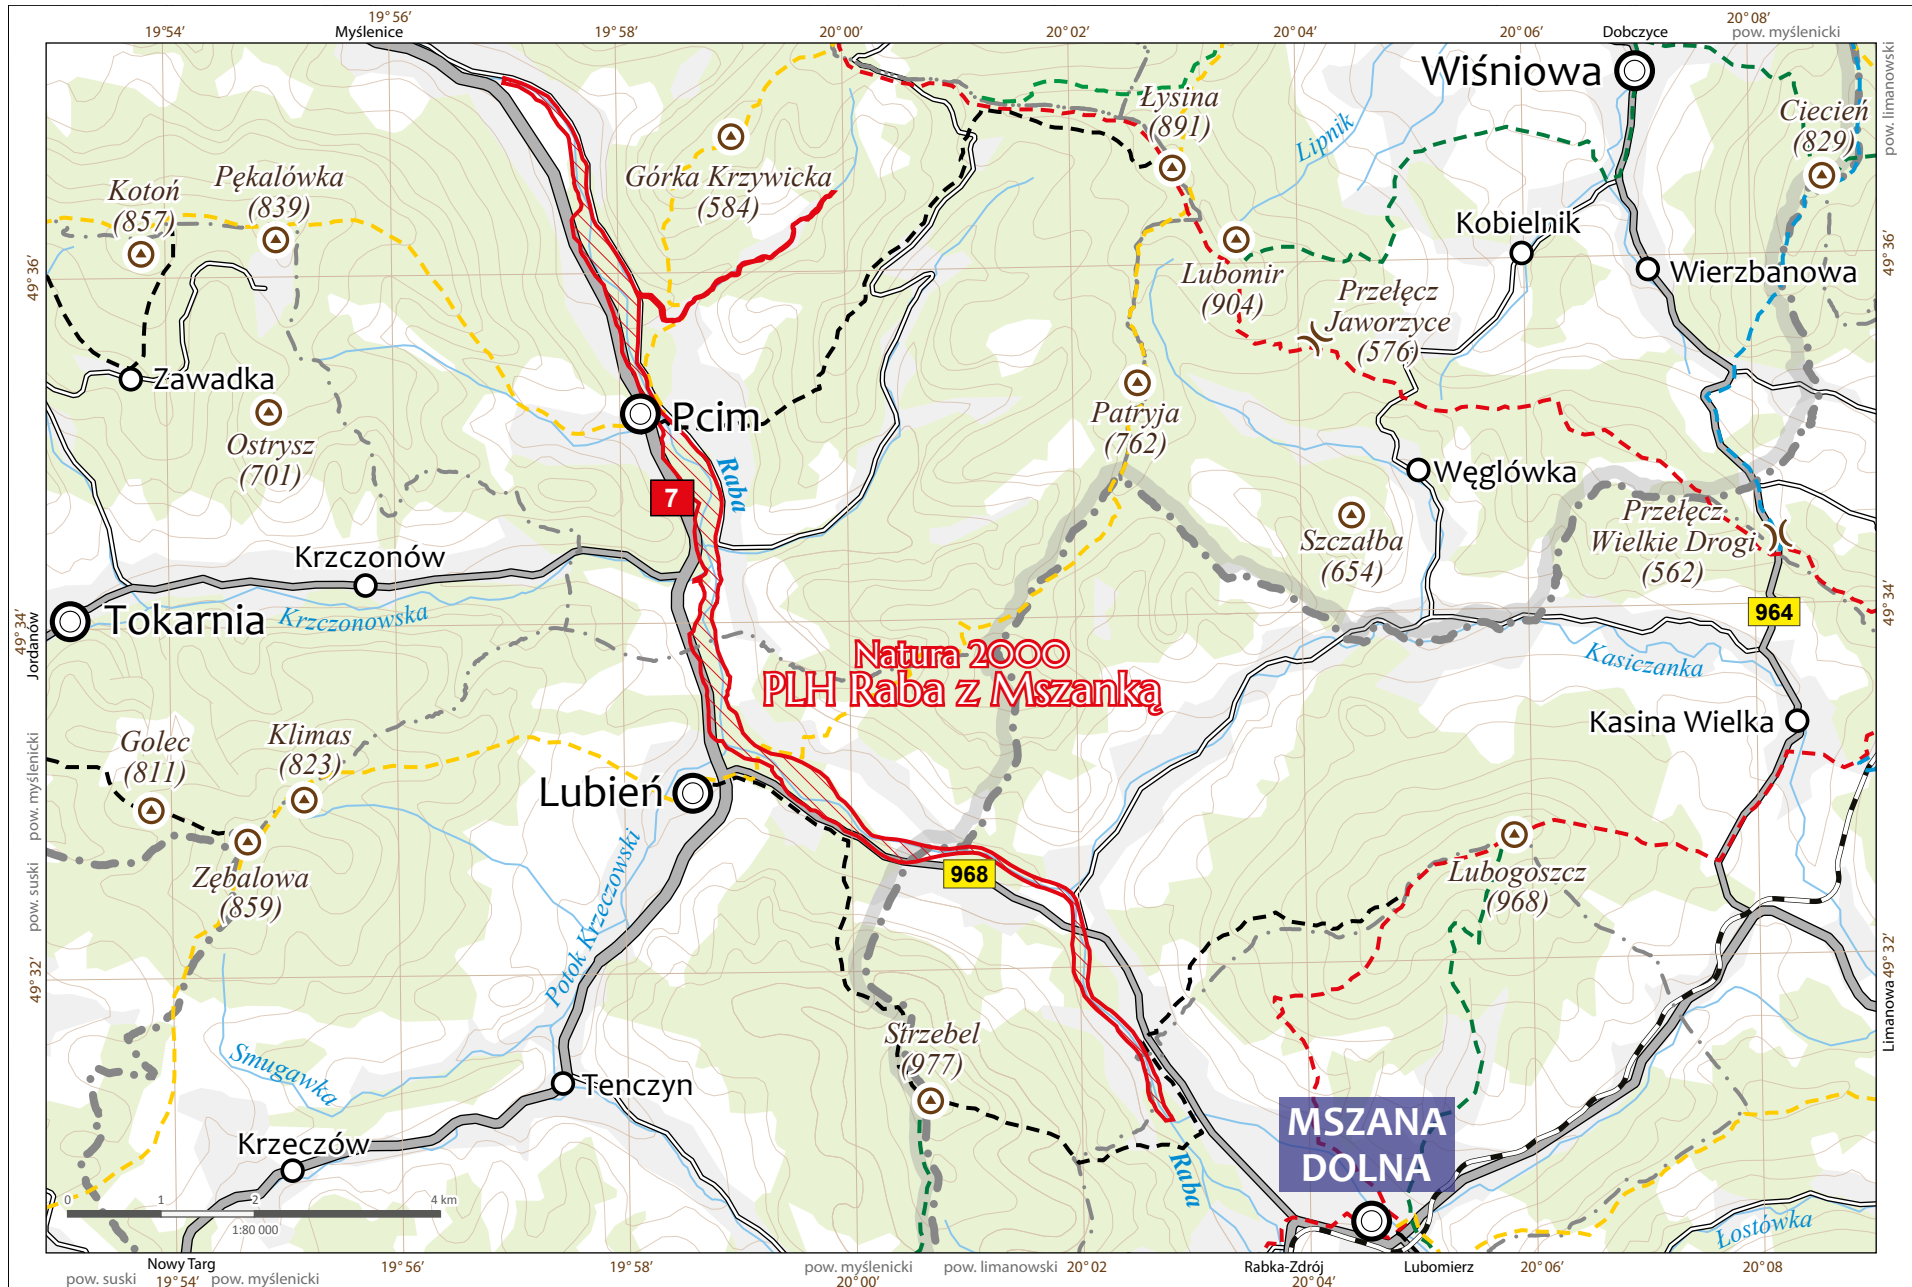 19°54′
19°56′
19°58′
20°00′
20°02′
20°04′
20°06′
20°08′
Myślenice
Dobczyce
pow. myślenicki
pow. limanowski
Wiśniowa
Łysina
(891)
Ciecień
(829)
Lipnik
Kotoń
(857)
Pękalówka
(839)
Górka Krzywicka
(584)
Kobielnik
49°36′
49°36′
Lubomir
(904)
Wierzbanowa
Przełęcz
Jaworzyce
(576)
Zawadka
Ostrysz
(701)
Pcim
Patryja
(762)
Raba
7
Węglówka
Szczałba
(654)
Przełęcz
Wielkie Drogi
(562)
Krzczonów
Tokarnia
Krzczonowska
49°34′
49°34′
Jordanów
964
Natura 2000
PLH Raba z Mszanką
Kasiczanka
Kasina Wielka
Golec
(811)
Klimas
(823)
pow. myślenicki
Lubień
Zębalowa
(859)
pow. suski
968
Lubogoszcz
(968)
Potok Krzeczowski
49°32′
49°32′
Limanowa
Strzebel
(977)
Smugawka
Tenczyn
Krzeczów
MSZANA
DOLNA
Raba
Łostówka
0 1 2 4 km
1:80 000
Nowy Targ
pow. suski
19°54′
pow. myślenicki
19°56′
19°58′
pow. myślenicki
20°00′
pow. limanowski
20°02′
Rabka-Zdrój
20°04′
Lubomierz
20°06′
20°08′